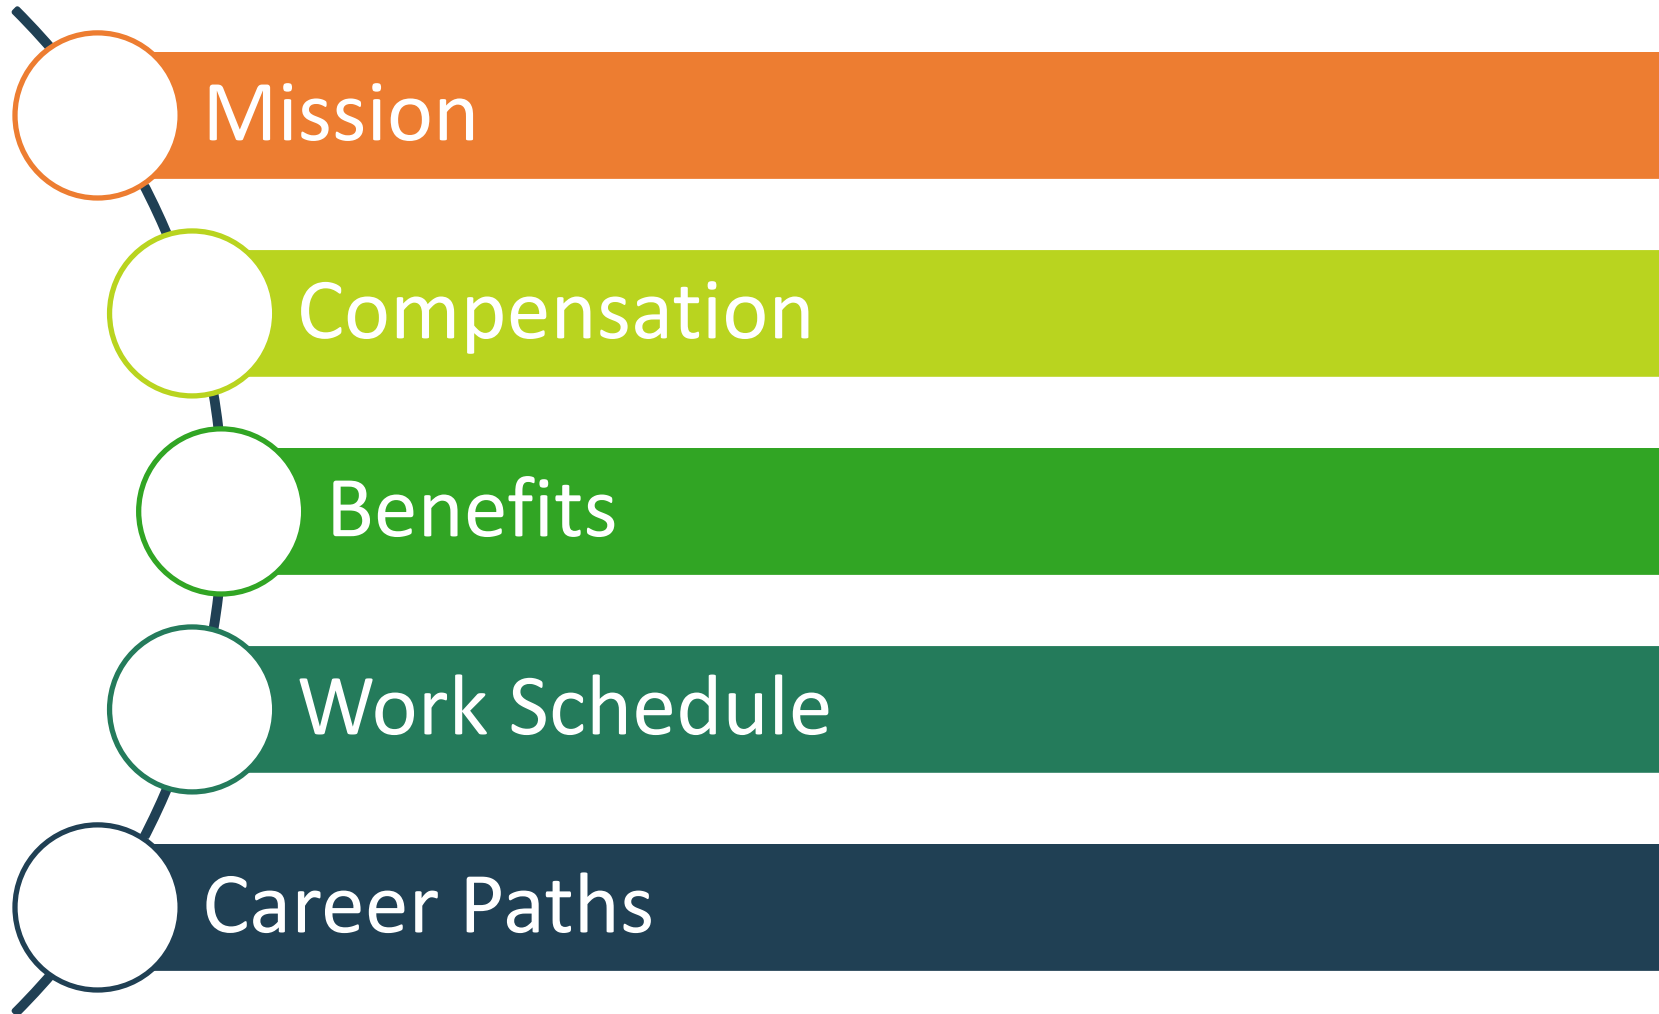 Mission
Compensation
Benefits
Work Schedule
Career Paths